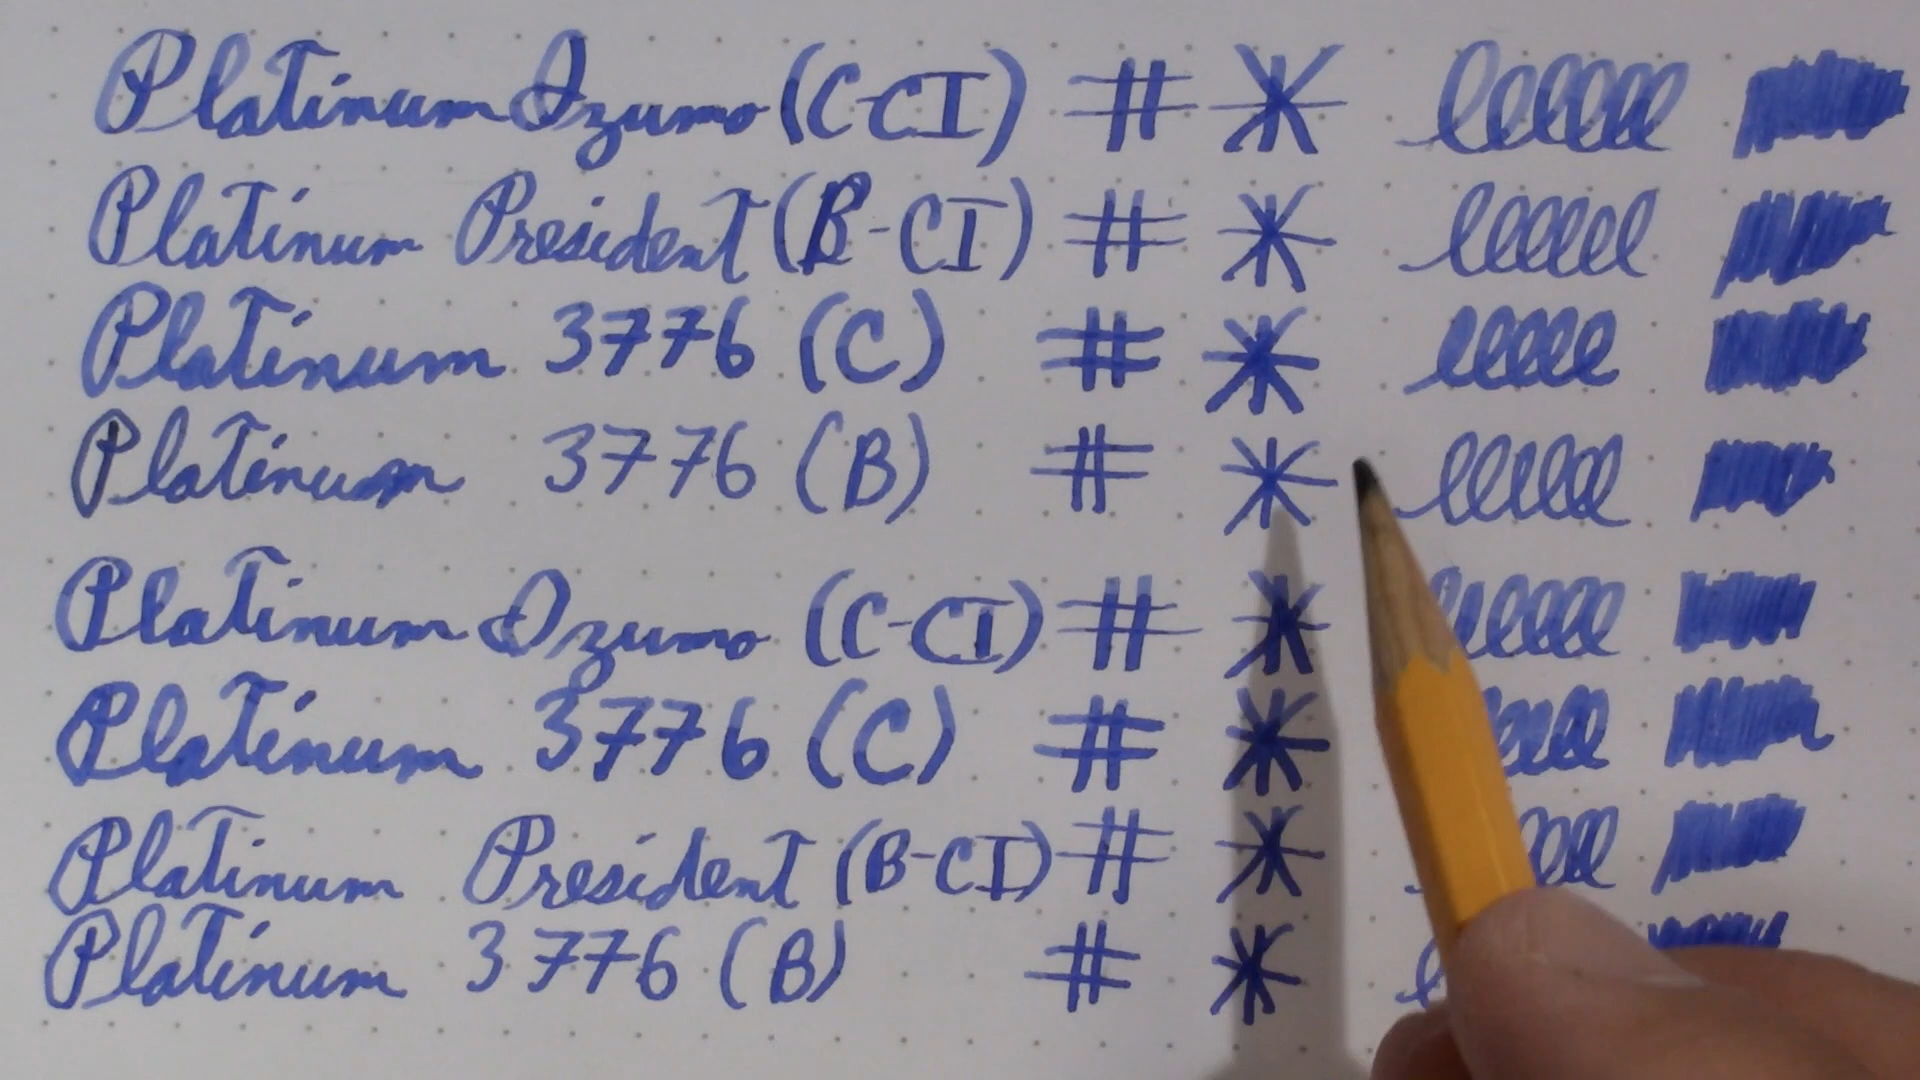 Platinum Izumo (C-CI) #
Platinum President (B-CI) #
Platinum 3776 (C) #
Platinum 3776 (B) #
Platinum Izumo (C-CI) #
Platinum 3776 (C) #
Platinum President (B-CI) #
Platinum 3776 (B) #